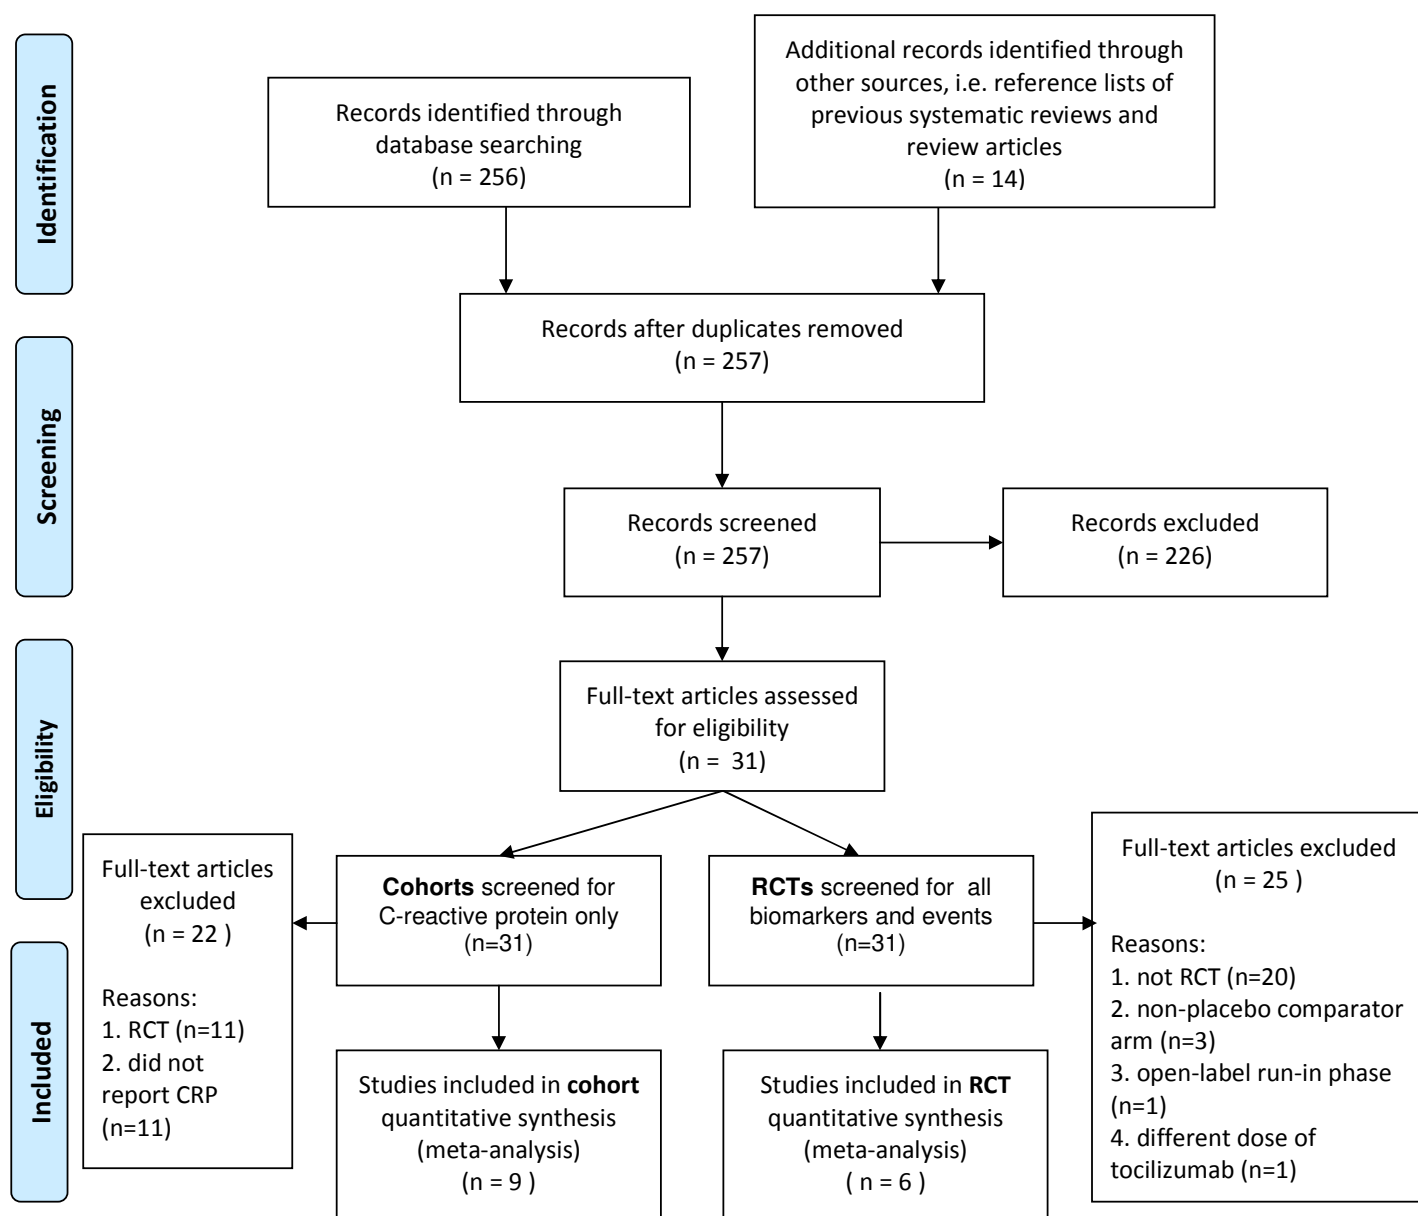 Identification
Records identified through
database searching
(n = 256)
Additional records identified through
other sources, i.e. reference lists of
previous systematic reviews and
review articles
(n = 14)
Records after duplicates removed
(n = 257)
Screening
Records screened
(n = 257)
Records excluded
(n = 226)
Eligibility
Full-text articles assessed
for eligibility
(n = 31)
Full-text articles
excluded
(n = 22 )
Reasons:
1. RCT (n=11)
2. did not
report CRP
(n=11)
Cohorts screened for
C-reactive protein only
(n=31)
RCTs screened for all
biomarkers and events
(n=31)
Full-text articles excluded
(n = 25 )
Reasons:
1. not RCT (n=20)
2. non-placebo comparator
arm (n=3)
3. open-label run-in phase
(n=1)
4. different dose of
tocilizumab (n=1)
Included
Studies included in cohort
quantitative synthesis
(meta-analysis)
(n = 9 )
Studies included in RCT
quantitative synthesis
(meta-analysis)
( n = 6 )